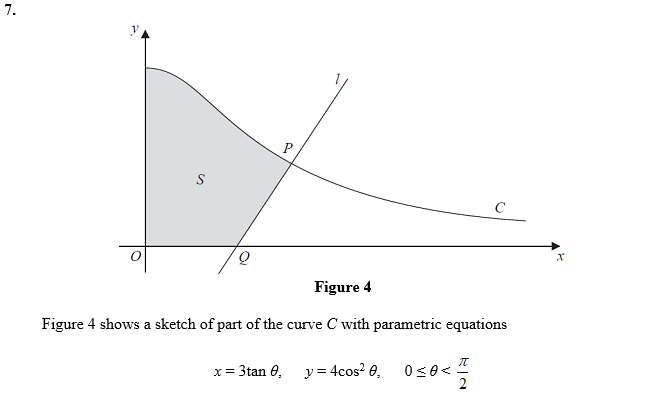 7.
y
l
P
S
C
O
Q
x
Figure 4
Figure 4 shows a sketch of part of the curve C with parametric equations
x = 3tan θ, y = 4cos² θ, 0 ≤ θ < π/2